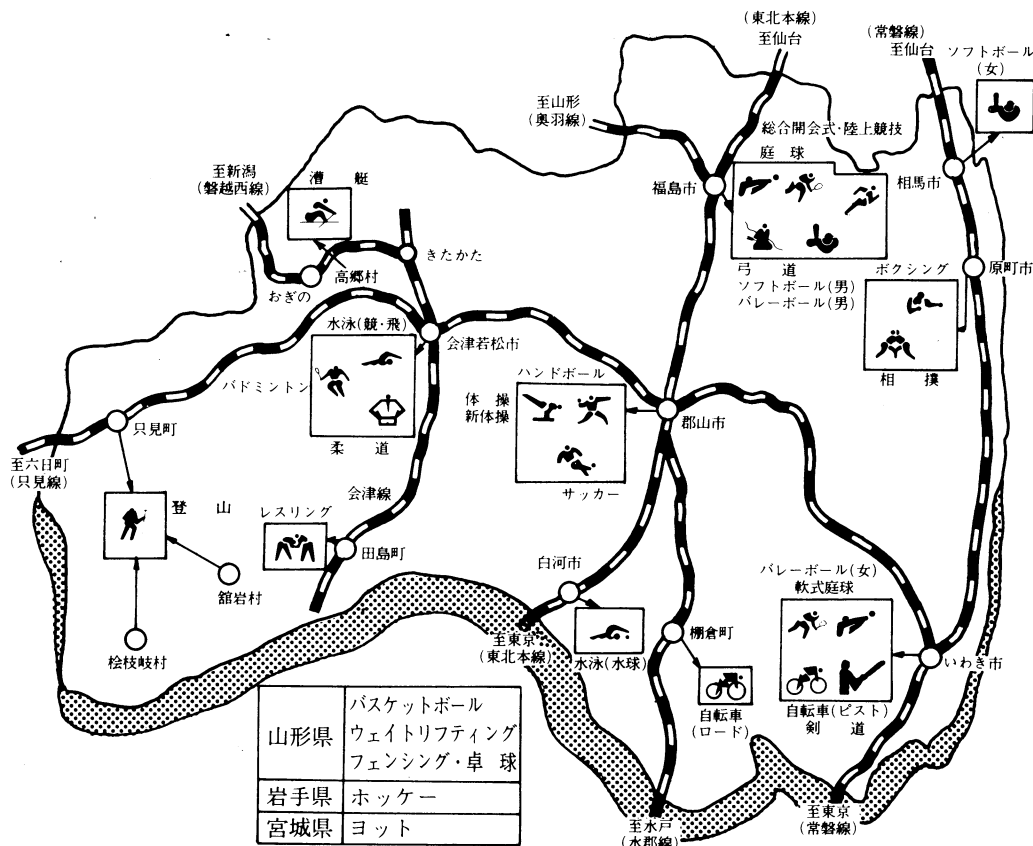 (東北本線)
至仙台
(常磐線)
至仙台
ソフトボール
(女)
至山形
(奥羽線)
総合開会式・陸上競技
庭球
福島市
相馬市
至新潟
(磐越西線)
漕艇
きたかた
高郷村
おぎの
弓道
ソフトボール(男)
バレーボール(男)
ボクシング
原町市
相撲
水泳(競・飛)
会津若松市
バドミントン
柔道
ハンドボール
体操
新体操
郡山市
サッカー
只見町
至六日町
(只見線)
登山
会津線
レスリング
田島町
舘岩村
桧枝岐村
白河市
至東京
(東北本線)
水泳(水球)
棚倉町
自転車
(ロード)
バレーボール(女)
軟式庭球
いわき市
自転車(ピスト)
剣道
至東京
(常磐線)
至水戸
(水郡線)
山形県
バスケットボール
ウェイトリフティング
フェンシング・卓球
岩手県 ホッケー
宮城県 ヨット